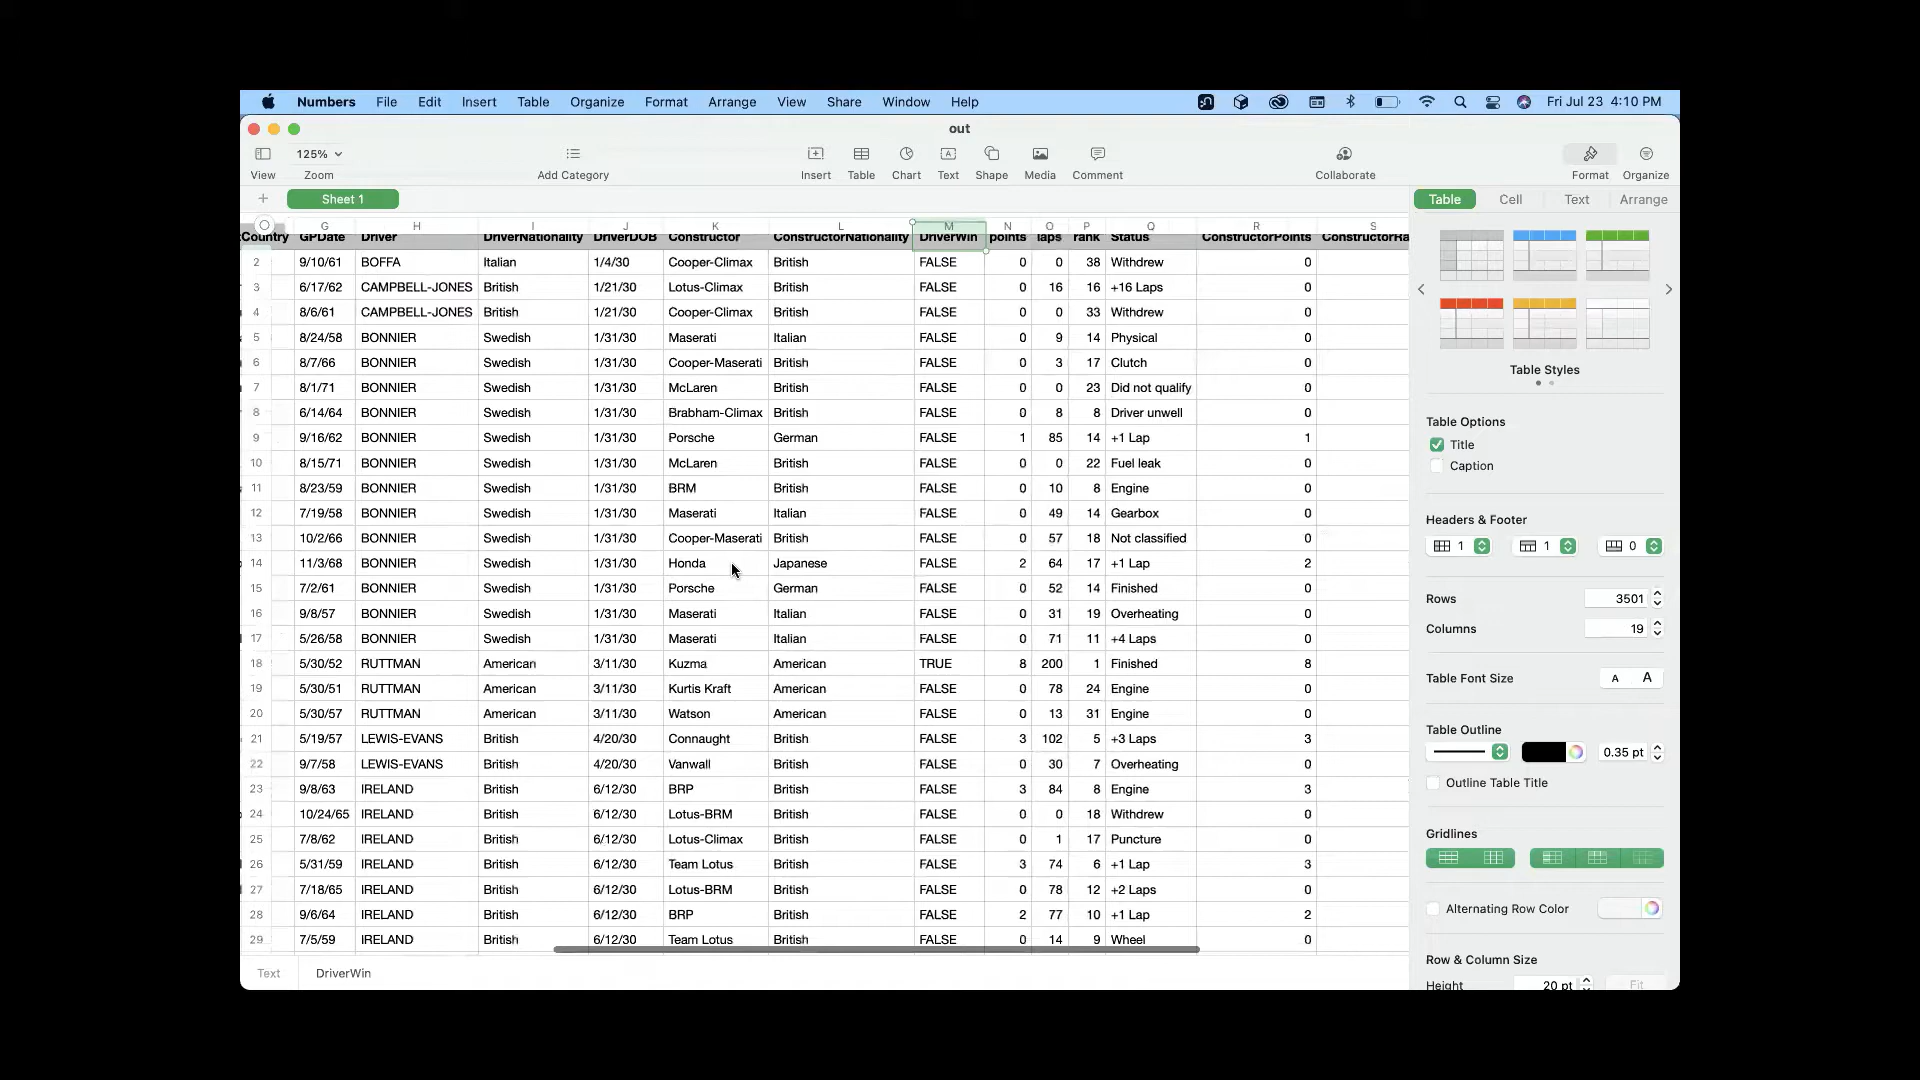 Numbers File Edit Insert Table Organize Format Arrange View Share Window Help Fri Jul 23 4:10 PM
out
125%
View Zoom Add Category Insert Table Chart Text Shape Media Comment Collaborate Format Organize
+ Sheet 1 Table Cell Text Arrange
G H I J K L M N O P Q R S
tCountry GPDate Driver DriverNationality DriverDOB Constructor ConstructorNationality DriverWin points laps rank Status ConstructorPoints ConstructorRa
2 9/10/61 BOFFA Italian 1/4/30 Cooper-Climax British FALSE 0 0 38 Withdrew 0
3 6/17/62 CAMPBELL-JONES British 1/21/30 Lotus-Climax British FALSE 0 16 16 +16 Laps 0
4 8/6/61 CAMPBELL-JONES British 1/21/30 Cooper-Climax British FALSE 0 0 33 Withdrew 0
5 8/24/58 BONNIER Swedish 1/31/30 Maserati Italian FALSE 0 9 14 Physical 0
6 8/7/66 BONNIER Swedish 1/31/30 Cooper-Maserati British FALSE 0 3 17 Clutch 0
7 8/1/71 BONNIER Swedish 1/31/30 McLaren British FALSE 0 0 23 Did not qualify 0
8 6/14/64 BONNIER Swedish 1/31/30 Brabham-Climax British FALSE 0 8 8 Driver unwell 0
9 9/16/62 BONNIER Swedish 1/31/30 Porsche German FALSE 1 85 14 +1 Lap 1
10 8/15/71 BONNIER Swedish 1/31/30 McLaren British FALSE 0 0 22 Fuel leak 0
11 8/23/59 BONNIER Swedish 1/31/30 BRM British FALSE 0 10 8 Engine 0
12 7/19/58 BONNIER Swedish 1/31/30 Maserati Italian FALSE 0 49 14 Gearbox 0
13 10/2/66 BONNIER Swedish 1/31/30 Cooper-Maserati British FALSE 0 57 18 Not classified 0
14 11/3/68 BONNIER Swedish 1/31/30 Honda Japanese FALSE 2 64 17 +1 Lap 2
15 7/2/61 BONNIER Swedish 1/31/30 Porsche German FALSE 0 52 14 Finished 0
16 9/8/57 BONNIER Swedish 1/31/30 Maserati Italian FALSE 0 31 19 Overheating 0
17 5/26/58 BONNIER Swedish 1/31/30 Maserati Italian FALSE 0 71 11 +4 Laps 0
18 5/30/52 RUTTMAN American 3/11/30 Kuzma American TRUE 8 200 1 Finished 8
19 5/30/51 RUTTMAN American 3/11/30 Kurtis Kraft American FALSE 0 78 24 Engine 0
20 5/30/57 RUTTMAN American 3/11/30 Watson American FALSE 0 13 31 Engine 0
21 5/19/57 LEWIS-EVANS British 4/20/30 Connaught British FALSE 3 102 5 +3 Laps 3
22 9/7/58 LEWIS-EVANS British 4/20/30 Vanwall British FALSE 0 30 7 Overheating 0
23 9/8/63 IRELAND British 6/12/30 BRP British FALSE 3 84 8 Engine 3
24 10/24/65 IRELAND British 6/12/30 Lotus-BRM British FALSE 0 0 18 Withdrew 0
25 7/8/62 IRELAND British 6/12/30 Lotus-Climax British FALSE 0 1 17 Puncture 0
26 5/31/59 IRELAND British 6/12/30 Team Lotus British FALSE 3 74 6 +1 Lap 3
27 7/18/65 IRELAND British 6/12/30 Lotus-BRM British FALSE 0 78 12 +2 Laps 0
28 9/6/64 IRELAND British 6/12/30 BRP British FALSE 2 77 10 +1 Lap 2
29 7/5/59 IRELAND British 6/12/30 Team Lotus British FALSE 0 14 9 Wheel 0
Text DriverWin
Table Styles
Table Options
Title
Caption
Headers & Footer
1 1 0
Rows 3501
Columns 19
Table Font Size A A
Table Outline
0.35 pt
Outline Table Title
Gridlines
Alternating Row Color
Row & Column Size
Height 20 pt Fit